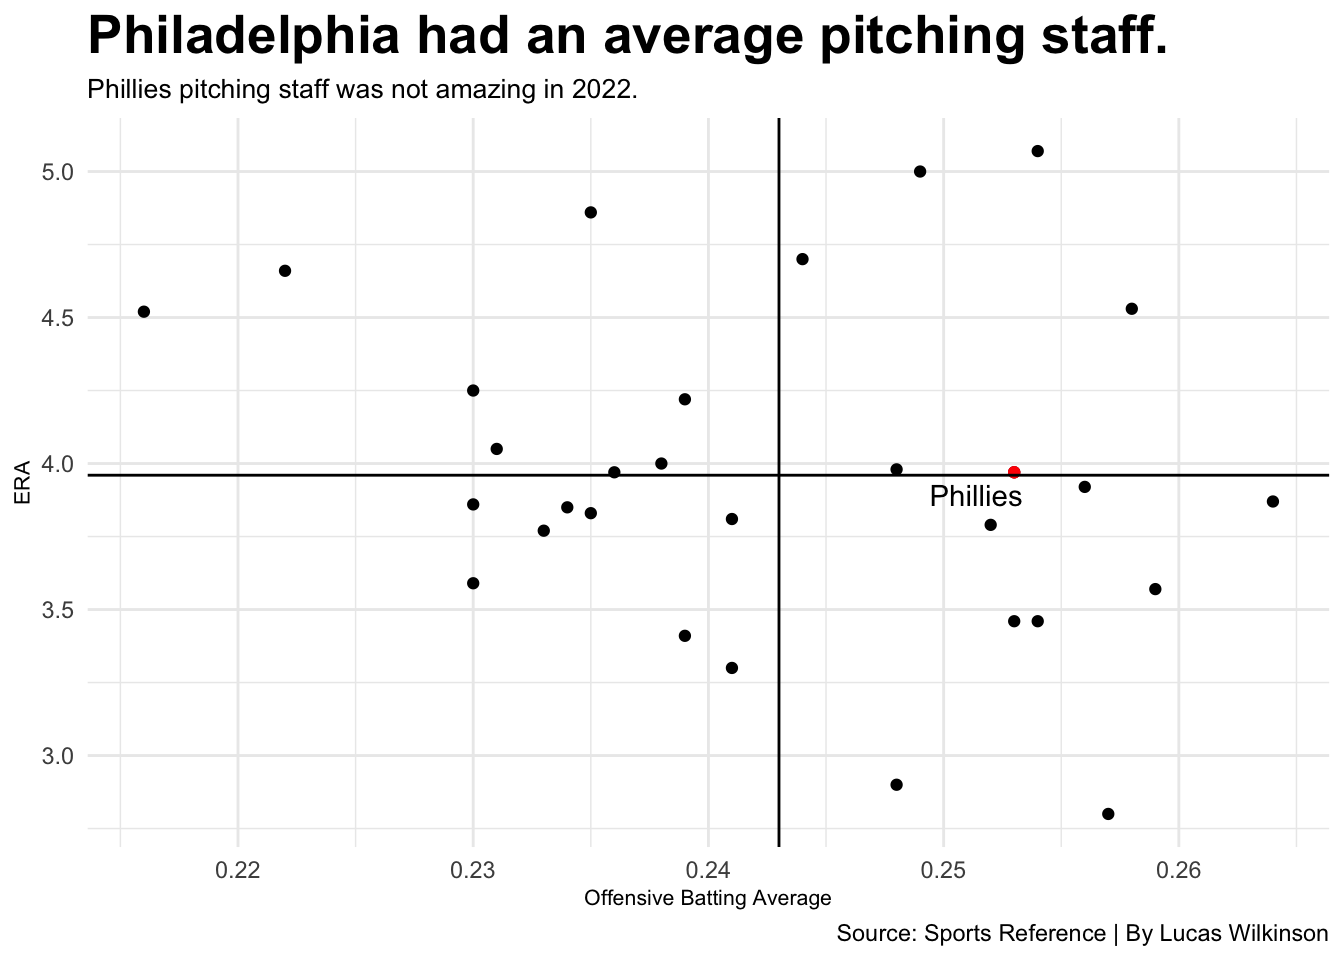 Philadelphia had an average pitching staff.
Phillies pitching staff was not amazing in 2022.
5.0
4.5
4.0
3.5
3.0
ERA
Phillies
0.22 0.23 0.24 0.25 0.26
Offensive Batting Average
Source: Sports Reference | By Lucas Wilkinson